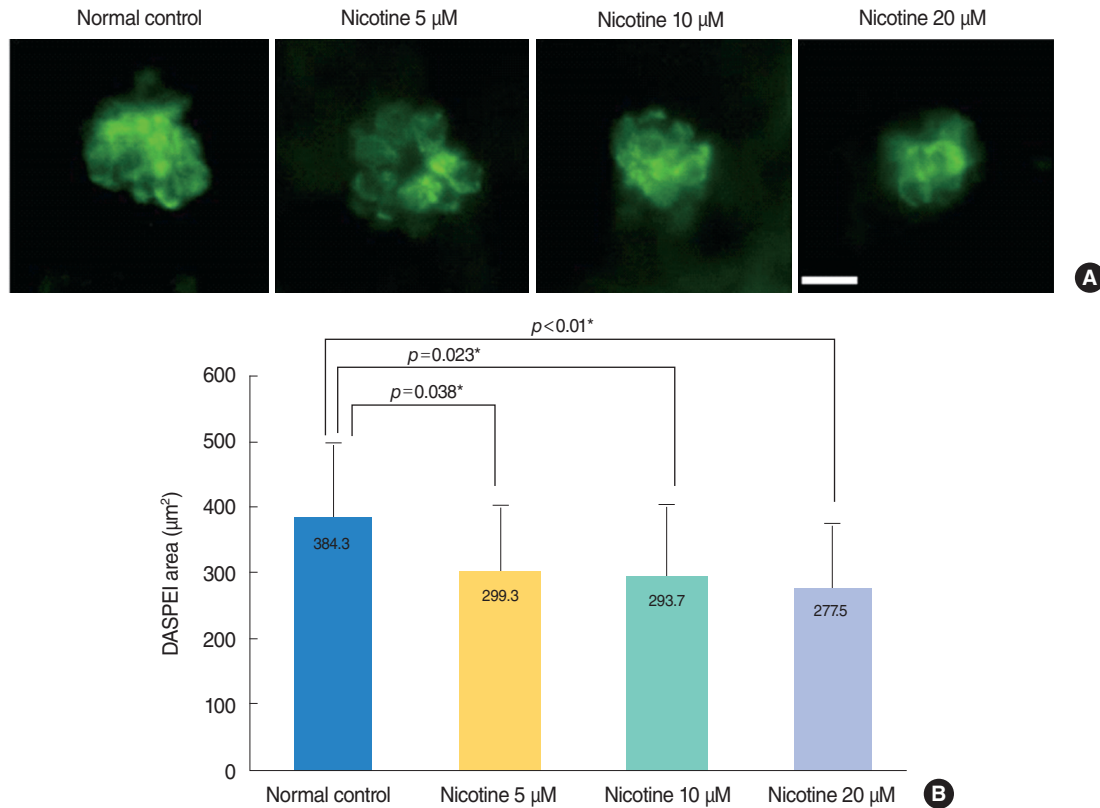 Normal control Nicotine 5 µM Nicotine 10 µM Nicotine 20 µM
A
p<0.01*
p=0.023*
p=0.038*
600
500
400
300
200
100
0
DASPEI area (µm²)
384.3
299.3
293.7
277.5
Normal control Nicotine 5 µM Nicotine 10 µM Nicotine 20 µM
B